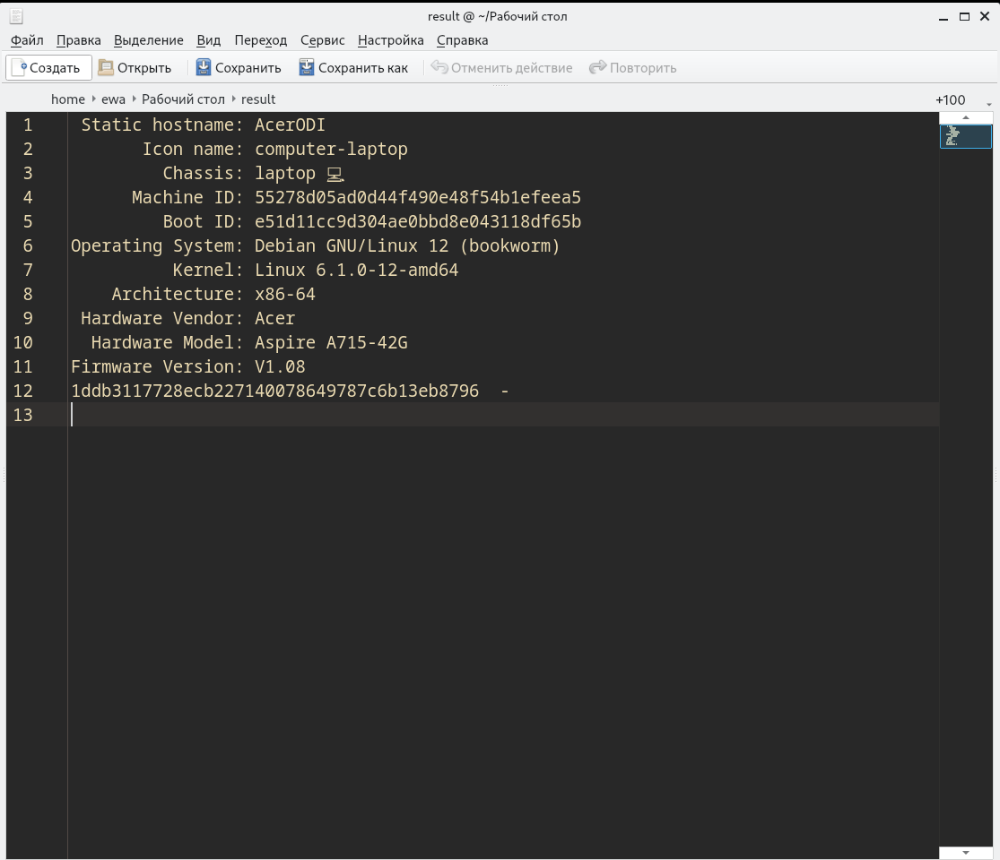 result @ ~/Рабочий стол
Файл Правка Выделение Вид Переход Сервис Настройка Справка
Создать Открыть Сохранить Сохранить как Отменить действие Повторить
home ewa Рабочий стол result +100
1 Static hostname: AcerODI
2 Icon name: computer-laptop
3 Chassis: laptop 💻
4 Machine ID: 55278d05ad0d44f490e48f54b1efeea5
5 Boot ID: e51d11cc9d304ae0bbd8e043118df65b
6 Operating System: Debian GNU/Linux 12 (bookworm)
7 Kernel: Linux 6.1.0-12-amd64
8 Architecture: x86-64
9 Hardware Vendor: Acer
10 Hardware Model: Aspire A715-42G
11 Firmware Version: V1.08
12 1ddb3117728ecb227140078649787c6b13eb8796  -
13